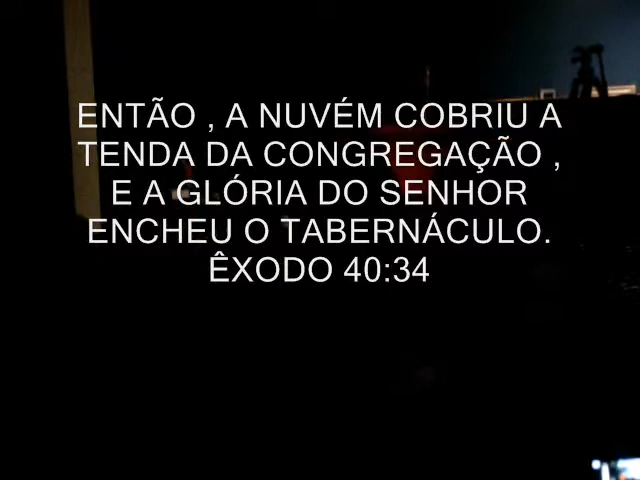 ENTÃO , A NUVÉM COBRIU A
TENDA DA CONGREGAÇÃO ,
E A GLÓRIA DO SENHOR
ENCHEU O TABERNÁCULO.
ÊXODO 40:34